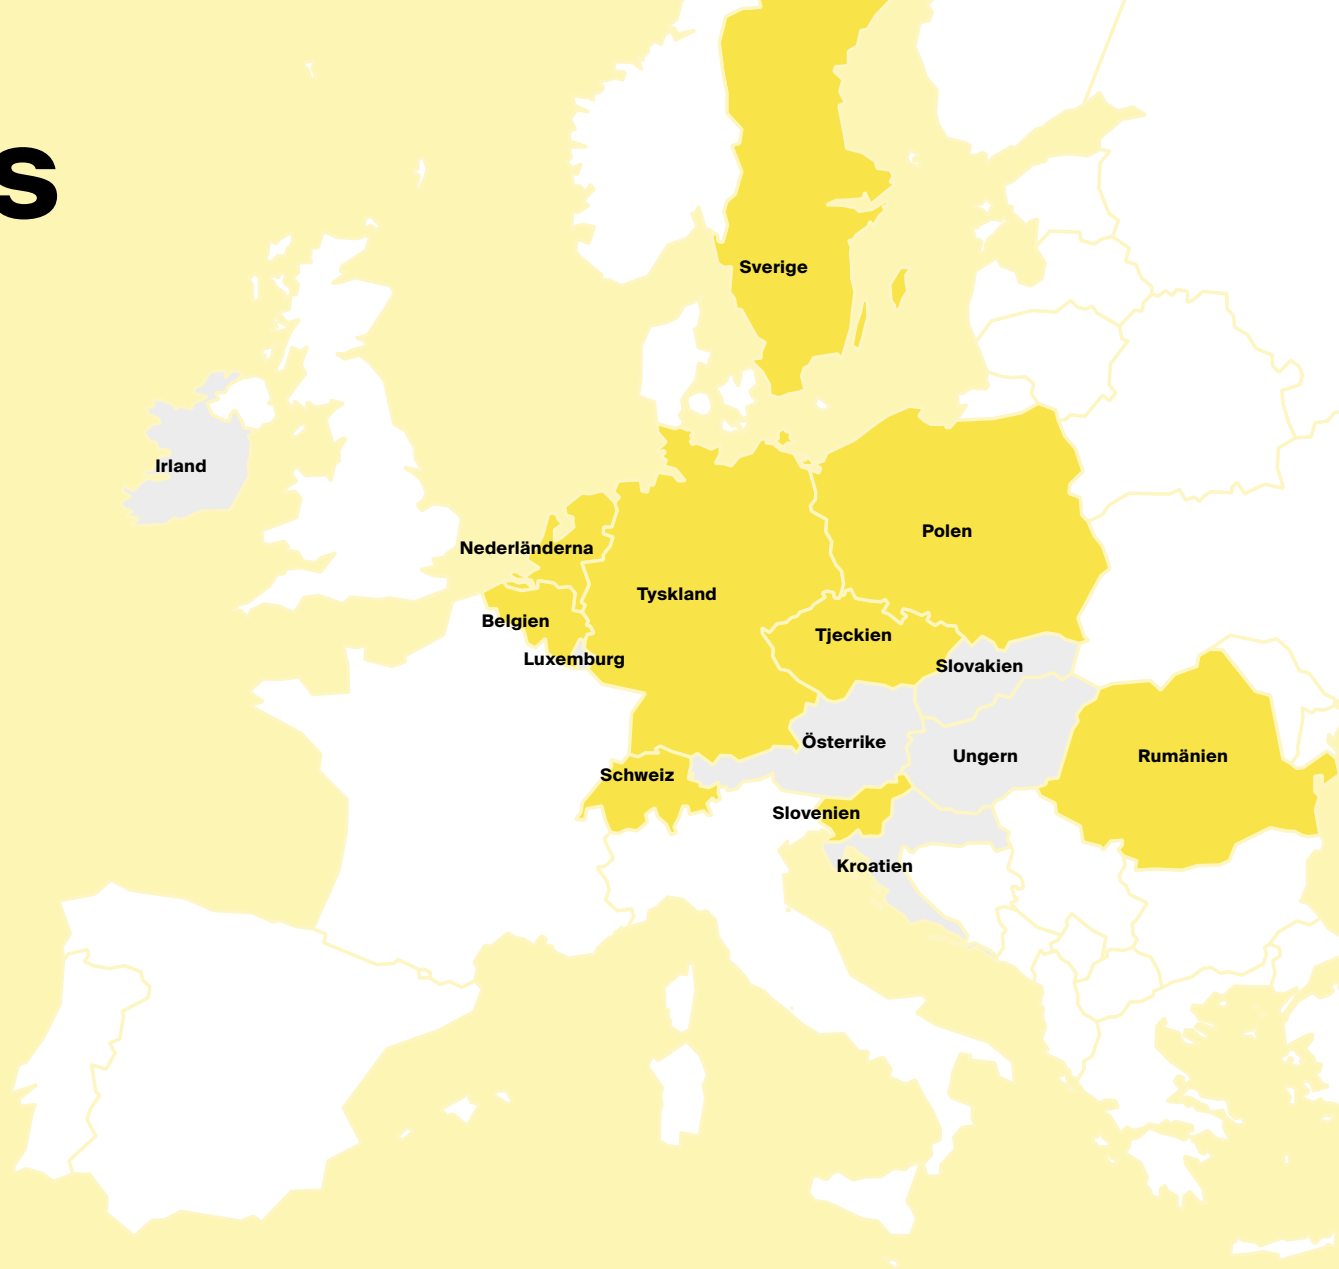 s
Sverige
Irland
Polen
Nederländerna
Tyskland
Belgien
Tjeckien
Luxemburg
Slovakien
Österrike
Ungern
Rumänien
Schweiz
Slovenien
Kroatien